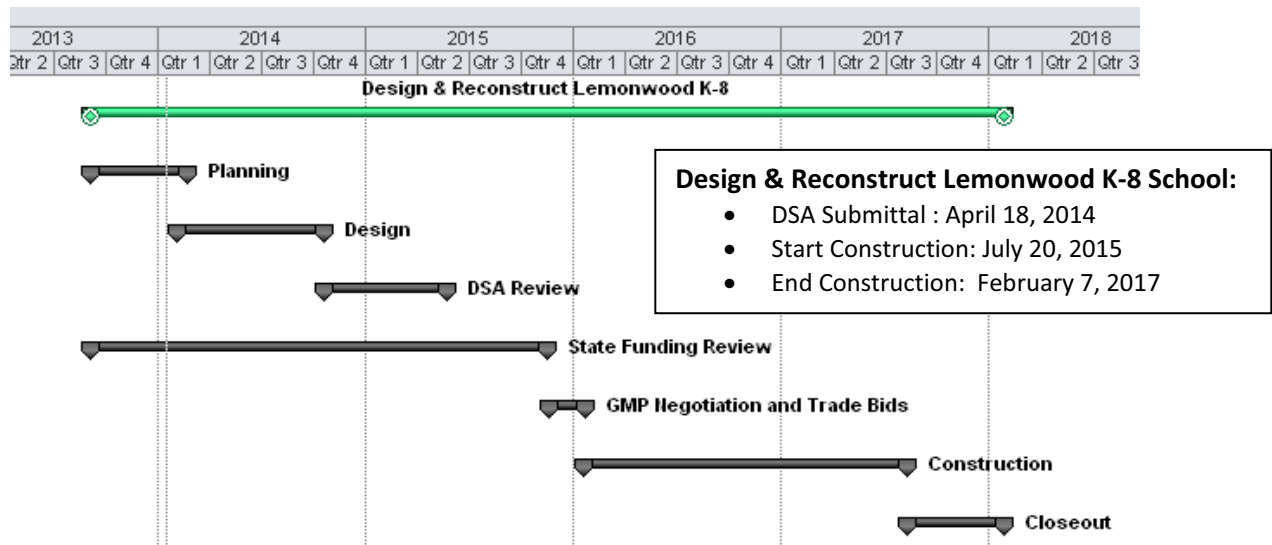 2013 2014 2015 2016 2017 2018
Qtr 2 Qtr 3 Qtr 4 Qtr 1 Qtr 2 Qtr 3 Qtr 4 Qtr 1 Qtr 2 Qtr 3 Qtr 4 Qtr 1 Qtr 2 Qtr 3 Qtr 4 Qtr 1 Qtr 2 Qtr 3 Qtr 4 Qtr 1 Qtr 2 Qtr 3
Design & Reconstruct Lemonwood K-8
Planning
Design
DSA Review
State Funding Review
GMP Negotiation and Trade Bids
Construction
Closeout
Design & Reconstruct Lemonwood K-8 School:
• DSA Submittal : April 18, 2014
• Start Construction: July 20, 2015
• End Construction: February 7, 2017